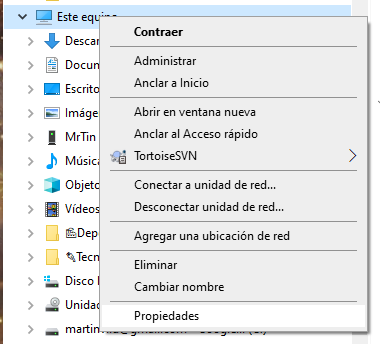 Este equipo
Contraer
Descar
Administrar
Docum
Anclar a Inicio
Escrito
Imáge
Abrir en ventana nueva
MrTin
Anclar al Acceso rápido
Música
TortoiseSVN
Objeto
Conectar a unidad de red...
Vídeos
Desconectar unidad de red...
Dep
Agregar una ubicación de red
Tecn
Eliminar
Disco
Cambiar nombre
Unidad
Propiedades